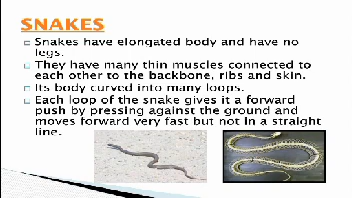 SNAKES
Snakes have elongated body and have no
legs.
They have many thin muscles connected to
each other to the backbone, ribs and skin.
Its body curved into many loops.
Each loop of the snake gives it a forward
push by pressing against the ground and
moves forward very fast but not in a straight
line.